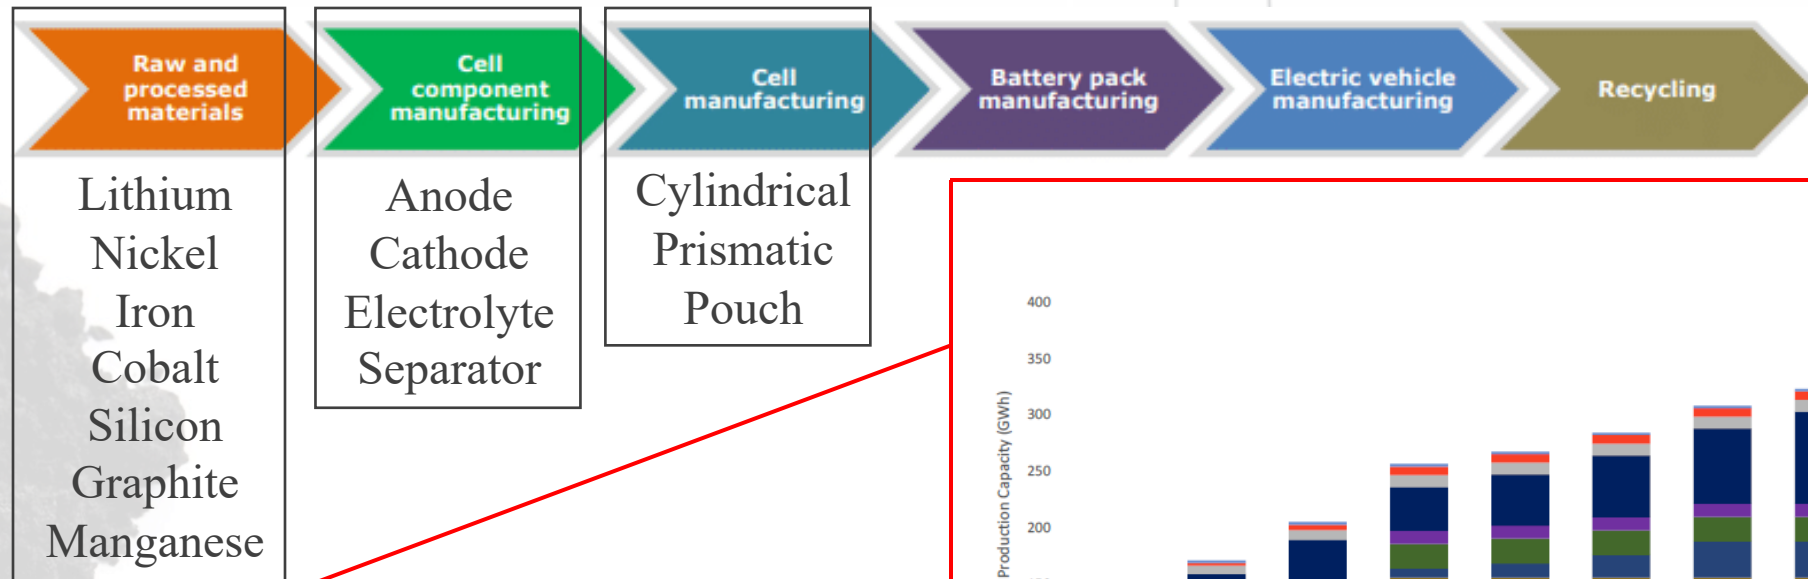 Raw and
processed
materials
Cell
component
manufacturing
Cell
manufacturing
Battery pack
manufacturing
Electric vehicle
manufacturing
Recycling
Lithium
Nickel
Iron
Cobalt
Silicon
Graphite
Manganese
Anode
Cathode
Electrolyte
Separator
Cylindrical
Prismatic
Pouch
Production Capacity (GWh)
400
350
300
250
200